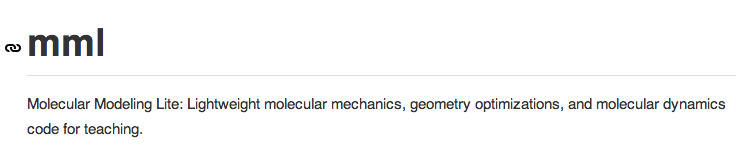 mml
Molecular Modeling Lite: Lightweight molecular mechanics, geometry optimizations, and molecular dynamics
code for teaching.